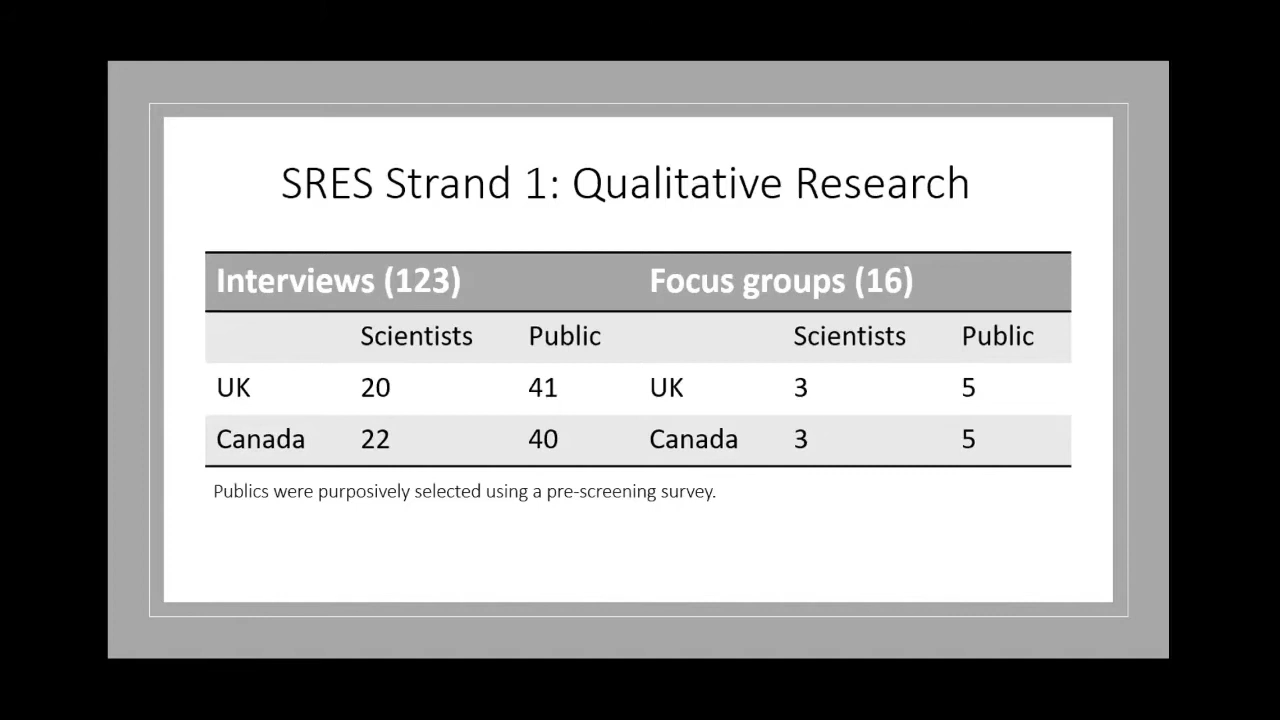 SRES Strand 1: Qualitative Research
Interviews (123) Focus groups (16)
Scientists Public Scientists Public
UK 20 41 UK 3 5
Canada 22 40 Canada 3 5
Publics were purposively selected using a pre-screening survey.